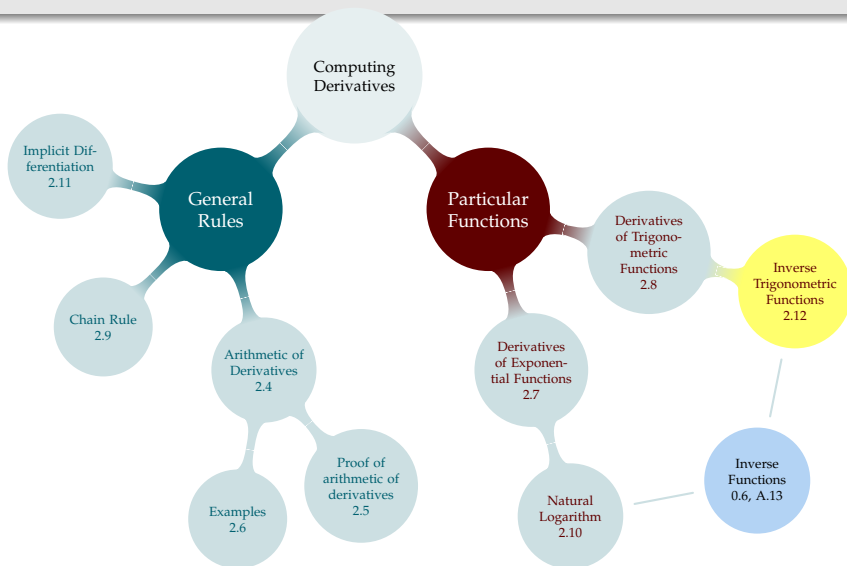 Computing
Derivatives
Implicit Dif-
ferentiation
2.11
General
Rules
Particular
Functions
Derivatives
of Trigono-
metric
Functions
2.8
Inverse
Trigonometric
Functions
2.12
Chain Rule
2.9
Arithmetic of
Derivatives
2.4
Derivatives
of Exponen-
tial Functions
2.7
Proof of
arithmetic of
derivatives
2.5
Examples
2.6
Natural
Logarithm
2.10
Inverse
Functions
0.6, A.13